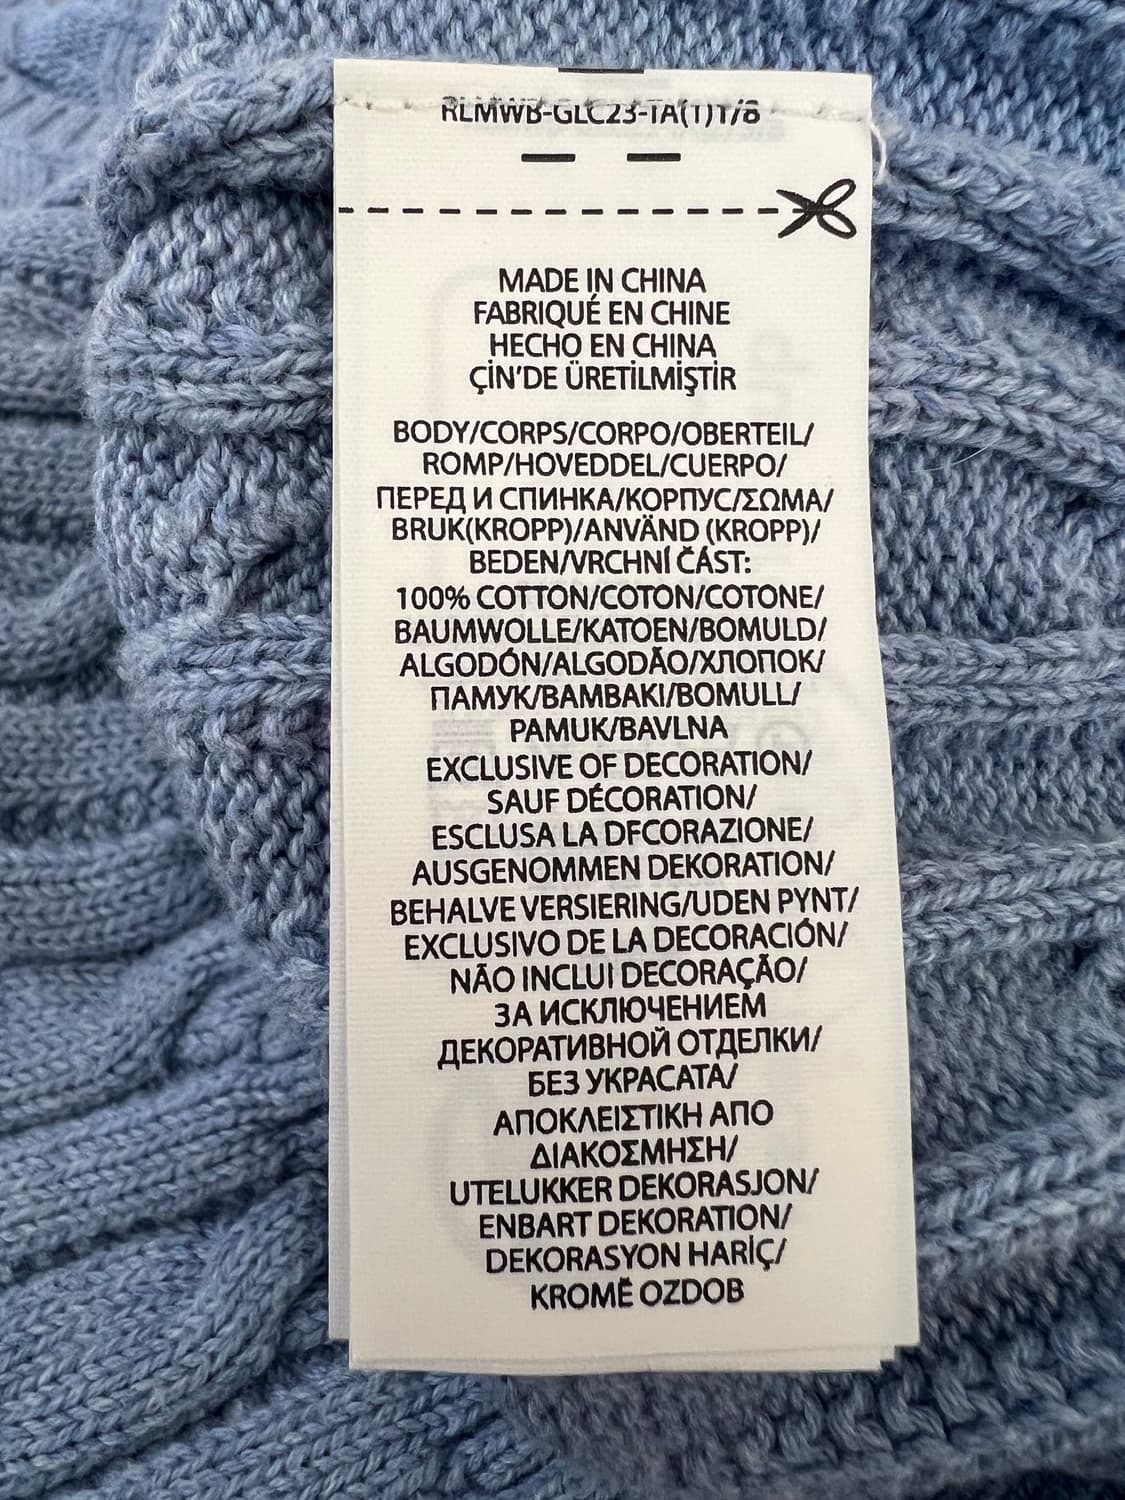 RLMWB-GLC23-TA(1)1/8
MADE IN CHINA
FABRIQUÉ EN CHINE
HECHO EN CHINA
ÇİN'DE ÜRETİLMİŞTİR
BODY/CORPS/CORPO/OBERTEIL/
ROMP/HOVEDDEL/CUERPO/
ПЕРЕД И СПИНКА/КОРПУС/ΣΩΜΑ/
BRUK(KROPP)/ANVÄND (KROPP)/
BEDEN/VRCHNÍ ČÁST:
100% COTTON/COTON/COTONE/
BAUMWOLLE/KATOEN/BOMULD/
ALGODÓN/ALGODÃO/ХЛОПОК/
ПАМУК/ΒΑΜΒΑΚΙ/BOMULL/
PAMUK/BAVLNA
EXCLUSIVE OF DECORATION/
SAUF DÉCORATION/
ESCLUSA LA DFCORAZIONE/
AUSGENOMMEN DEKORATION/
BEHALVE VERSIERING/UDEN PYNT/
EXCLUSIVO DE LA DECORACIÓN/
NÃO INCLUI DECORAÇÃO/
ЗА ИСКЛЮЧЕНИЕМ
ДЕКОРАТИВНОЙ ОТДЕЛКИ/
БЕЗ УКРАСАТА/
ΑΠΟΚΛΕΙΣΤΙΚΗ ΑΠΟ
ΔΙΑΚΟΣΜΗΣΗ/
UTELUKKER DEKORASJON/
ENBART DEKORATION/
DEKORASYON HARİÇ/
KROMĚ OZDOB